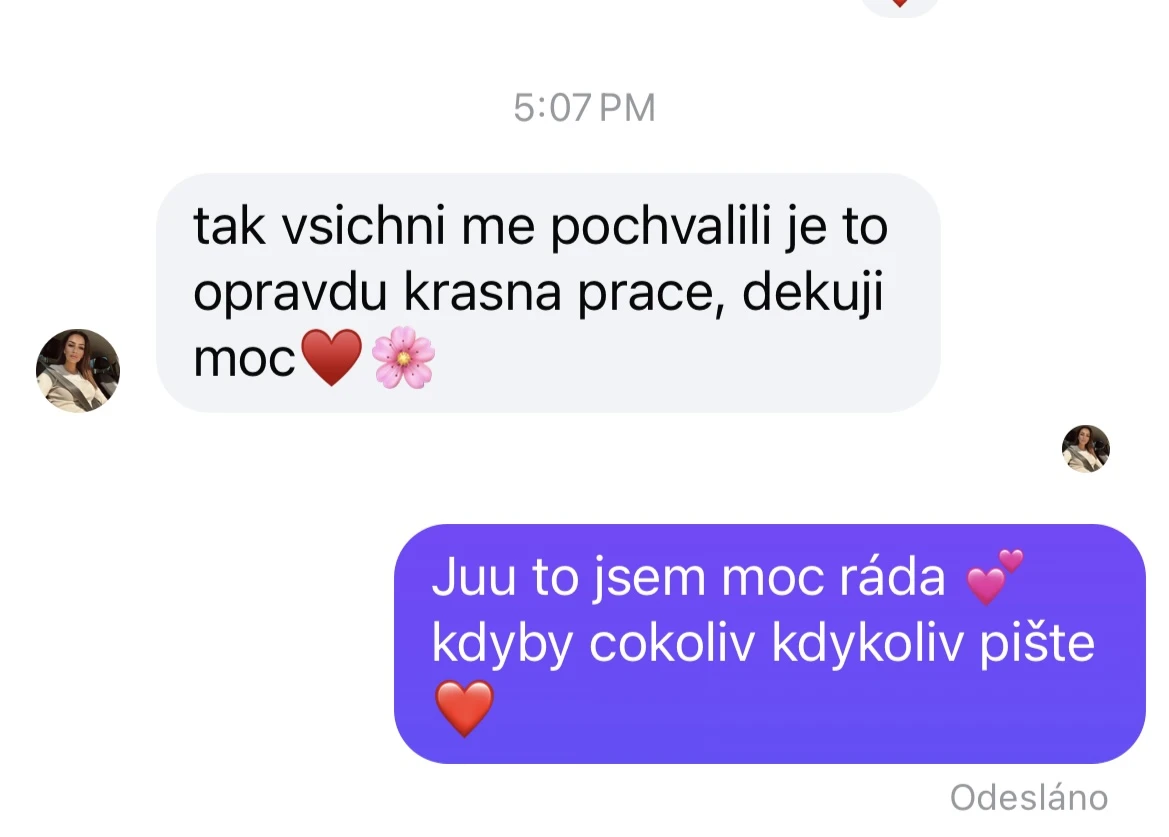 5:07 PM
tak vsichni me pochvalili je to
opravdu krasna prace, dekuji
moc♥️🌸
Juu to jsem moc ráda 💕
kdyby cokoliv kdykoliv pište
❤️
Odesláno